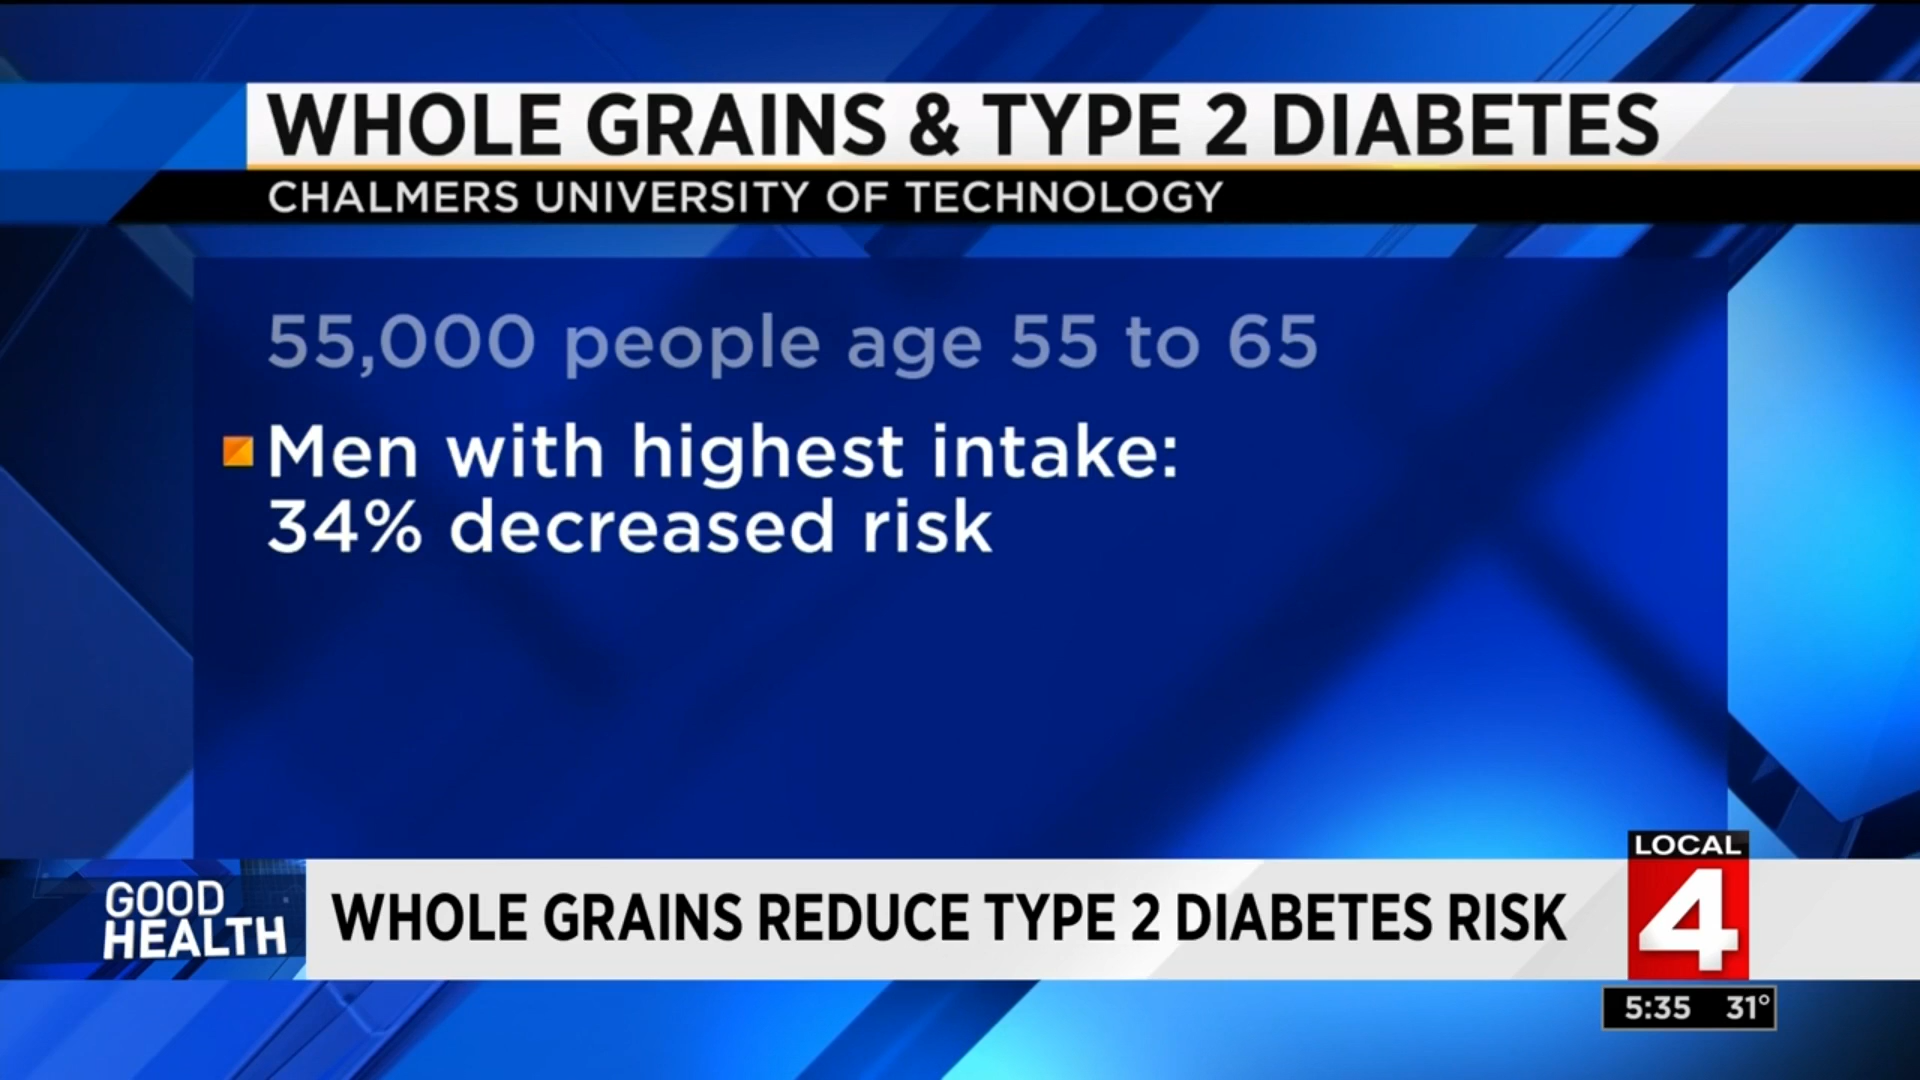 WHOLE GRAINS & TYPE 2 DIABETES
CHALMERS UNIVERSITY OF TECHNOLOGY
55,000 people age 55 to 65
Men with highest intake:
34% decreased risk
GOOD
HEALTH
WHOLE GRAINS REDUCE TYPE 2 DIABETES RISK
LOCAL
4
5:35 31°